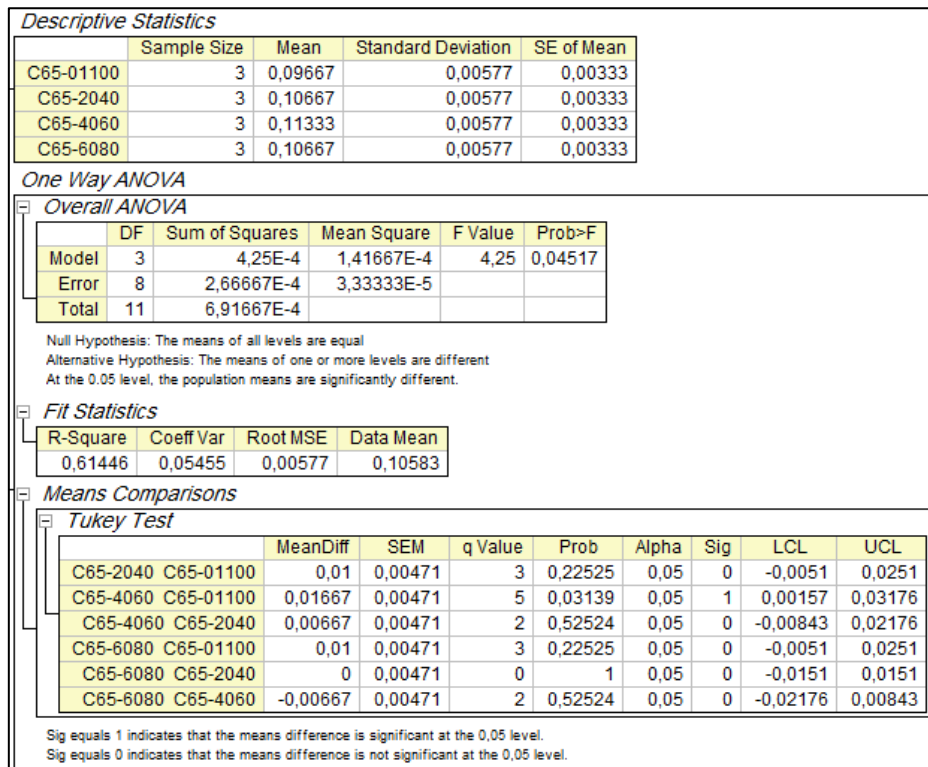 Descriptive Statistics
Sample Size Mean Standard Deviation SE of Mean
C65-01100 3 0,09667 0,00577 0,00333
C65-2040 3 0,10667 0,00577 0,00333
C65-4060 3 0,11333 0,00577 0,00333
C65-6080 3 0,10667 0,00577 0,00333
One Way ANOVA
Overall ANOVA
DF Sum of Squares Mean Square F Value Prob>F
Model 3 4,25E-4 1,41667E-4 4,25 0,04517
Error 8 2,66667E-4 3,33333E-5
Total 11 6,91667E-4
Null Hypothesis: The means of all levels are equal
Alternative Hypothesis: The means of one or more levels are different
At the 0.05 level, the population means are significantly different.
Fit Statistics
R-Square Coeff Var Root MSE Data Mean
0,61446 0,05455 0,00577 0,10583
Means Comparisons
Tukey Test
MeanDiff SEM q Value Prob Alpha Sig LCL UCL
C65-2040 C65-01100 0,01 0,00471 3 0,22525 0,05 0 -0,0051 0,0251
C65-4060 C65-01100 0,01667 0,00471 5 0,03139 0,05 1 0,00157 0,03176
C65-4060 C65-2040 0,00667 0,00471 2 0,52524 0,05 0 -0,00843 0,02176
C65-6080 C65-01100 0,01 0,00471 3 0,22525 0,05 0 -0,0051 0,0251
C65-6080 C65-2040 0 0,00471 0 1 0,05 0 -0,0151 0,0151
C65-6080 C65-4060 -0,00667 0,00471 2 0,52524 0,05 0 -0,02176 0,00843
Sig equals 1 indicates that the means difference is significant at the 0,05 level.
Sig equals 0 indicates that the means difference is not significant at the 0,05 level.